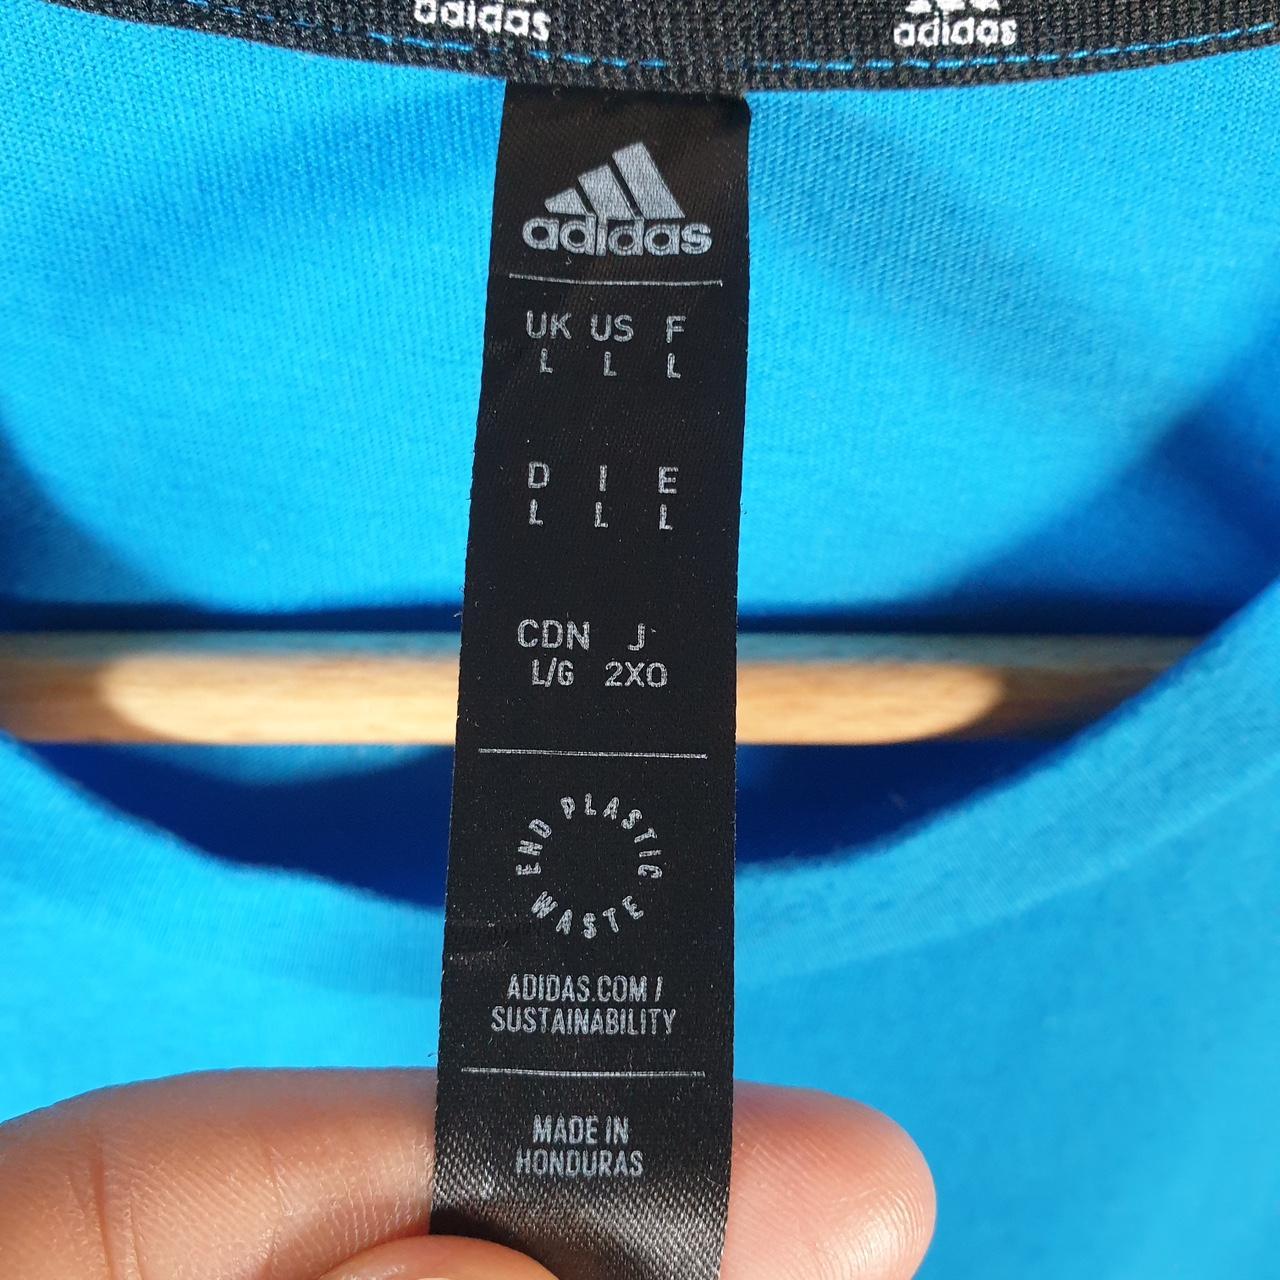 adidas adidas
adidas
UK US F
L L L
D I E
L L L
CDN J
L/G 2XO
END PLASTIC WASTE
ADIDAS.COM /
SUSTAINABILITY
MADE IN
HONDURAS